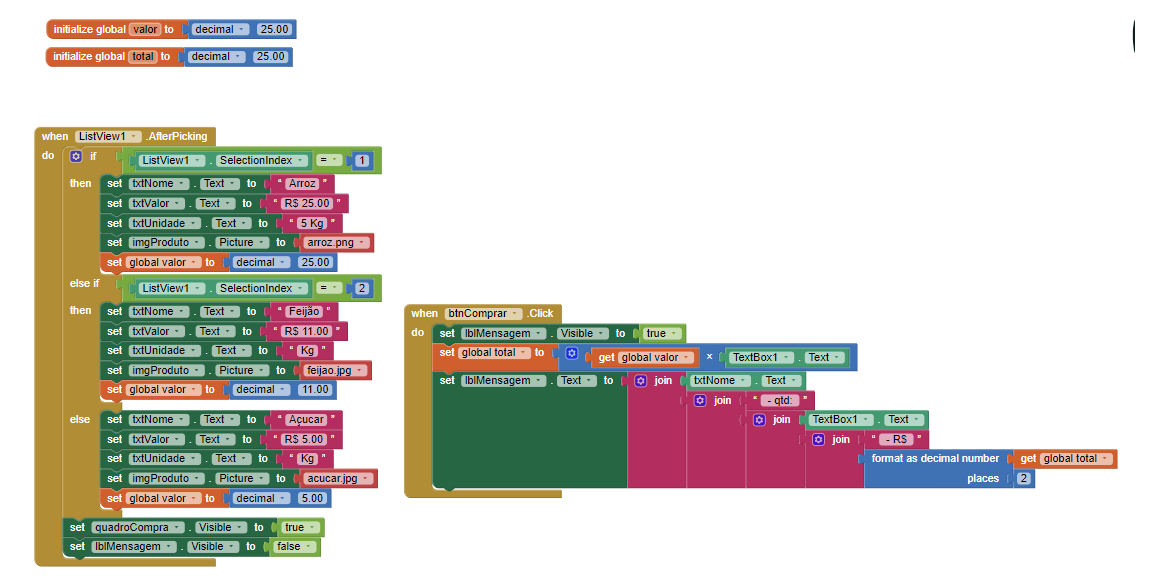 initialize global valor to decimal 25.00
initialize global total to decimal 25.00
when ListView1 .AfterPicking
do if ListView1 . SelectionIndex = 1
then set txtNome . Text to " Arroz "
set txtValor . Text to " R$ 25.00 "
set txtUnidade . Text to " 5 Kg "
set imgProduto . Picture to arroz.png
set global valor to decimal 25.00
else if ListView1 . SelectionIndex = 2
then set txtNome . Text to " Feijão "
set txtValor . Text to " R$ 11.00 "
set txtUnidade . Text to " Kg "
set imgProduto . Picture to feijao.jpg
set global valor to decimal 11.00
else set txtNome . Text to " Açucar "
set txtValor . Text to " R$ 5.00 "
set txtUnidade . Text to " Kg "
set imgProduto . Picture to acucar.jpg
set global valor to decimal 5.00
set quadroCompra . Visible to true
set lblMensagem . Visible to false
when btnComprar .Click
do set lblMensagem . Visible to true
set global total to get global valor × TextBox1 . Text
set lblMensagem . Text to join txtNome . Text
join " - qtd: "
join TextBox1 . Text
join " - R$ "
format as decimal number get global total
places 2